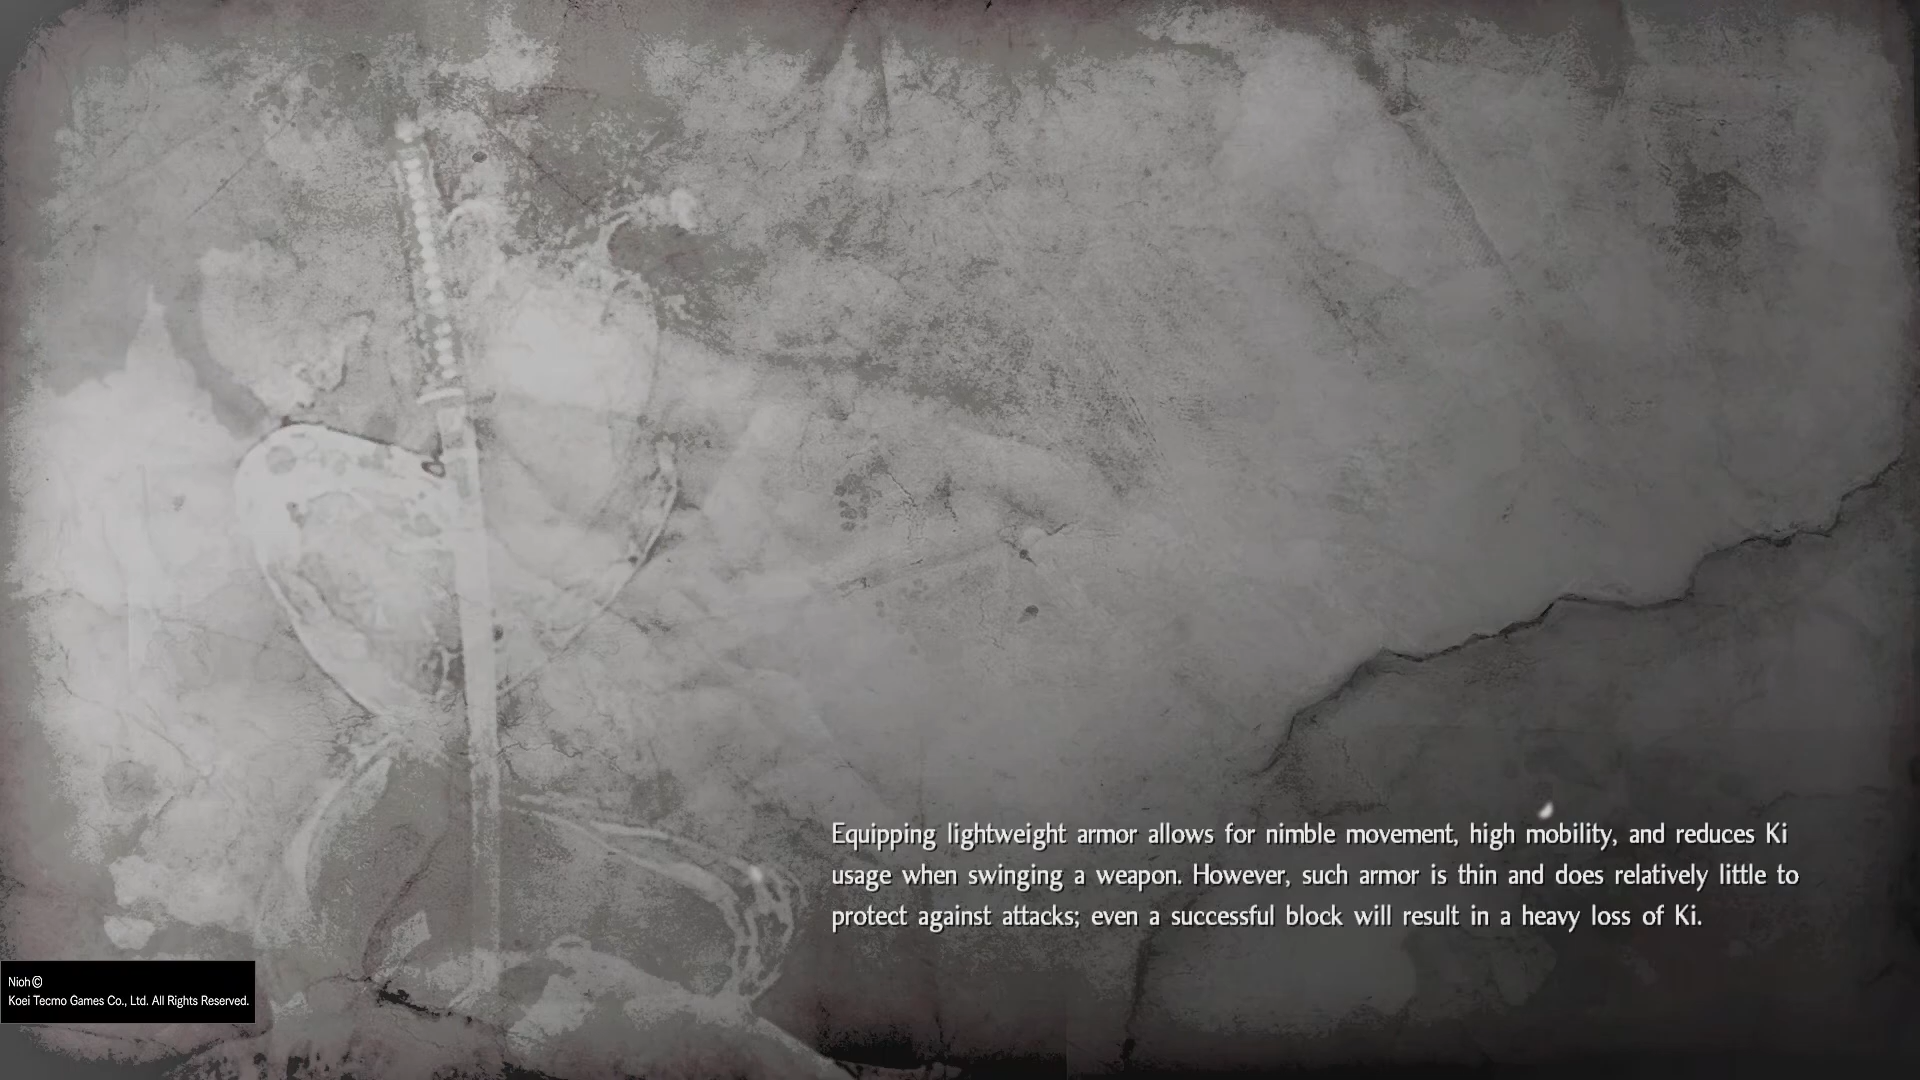 Equipping lightweight armor allows for nimble movement, high mobility, and reduces Ki
usage when swinging a weapon. However, such armor is thin and does relatively little to
protect against attacks; even a successful block will result in a heavy loss of Ki.
Nioh©
Koei Tecmo Games Co., Ltd. All Rights Reserved.